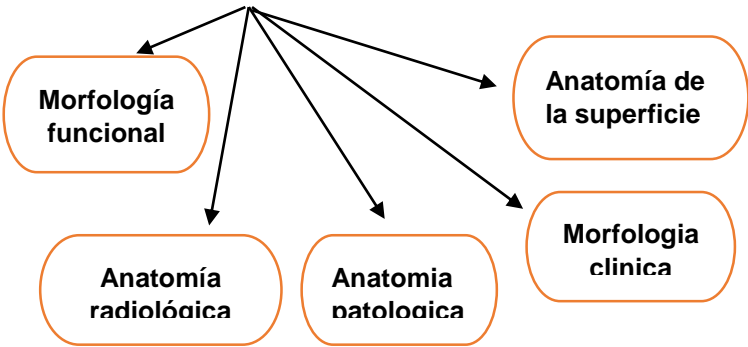 Morfología
funcional
Anatomía de
la superficie
Morfologia
clinica
Anatomía
radiológica
Anatomia
patologica